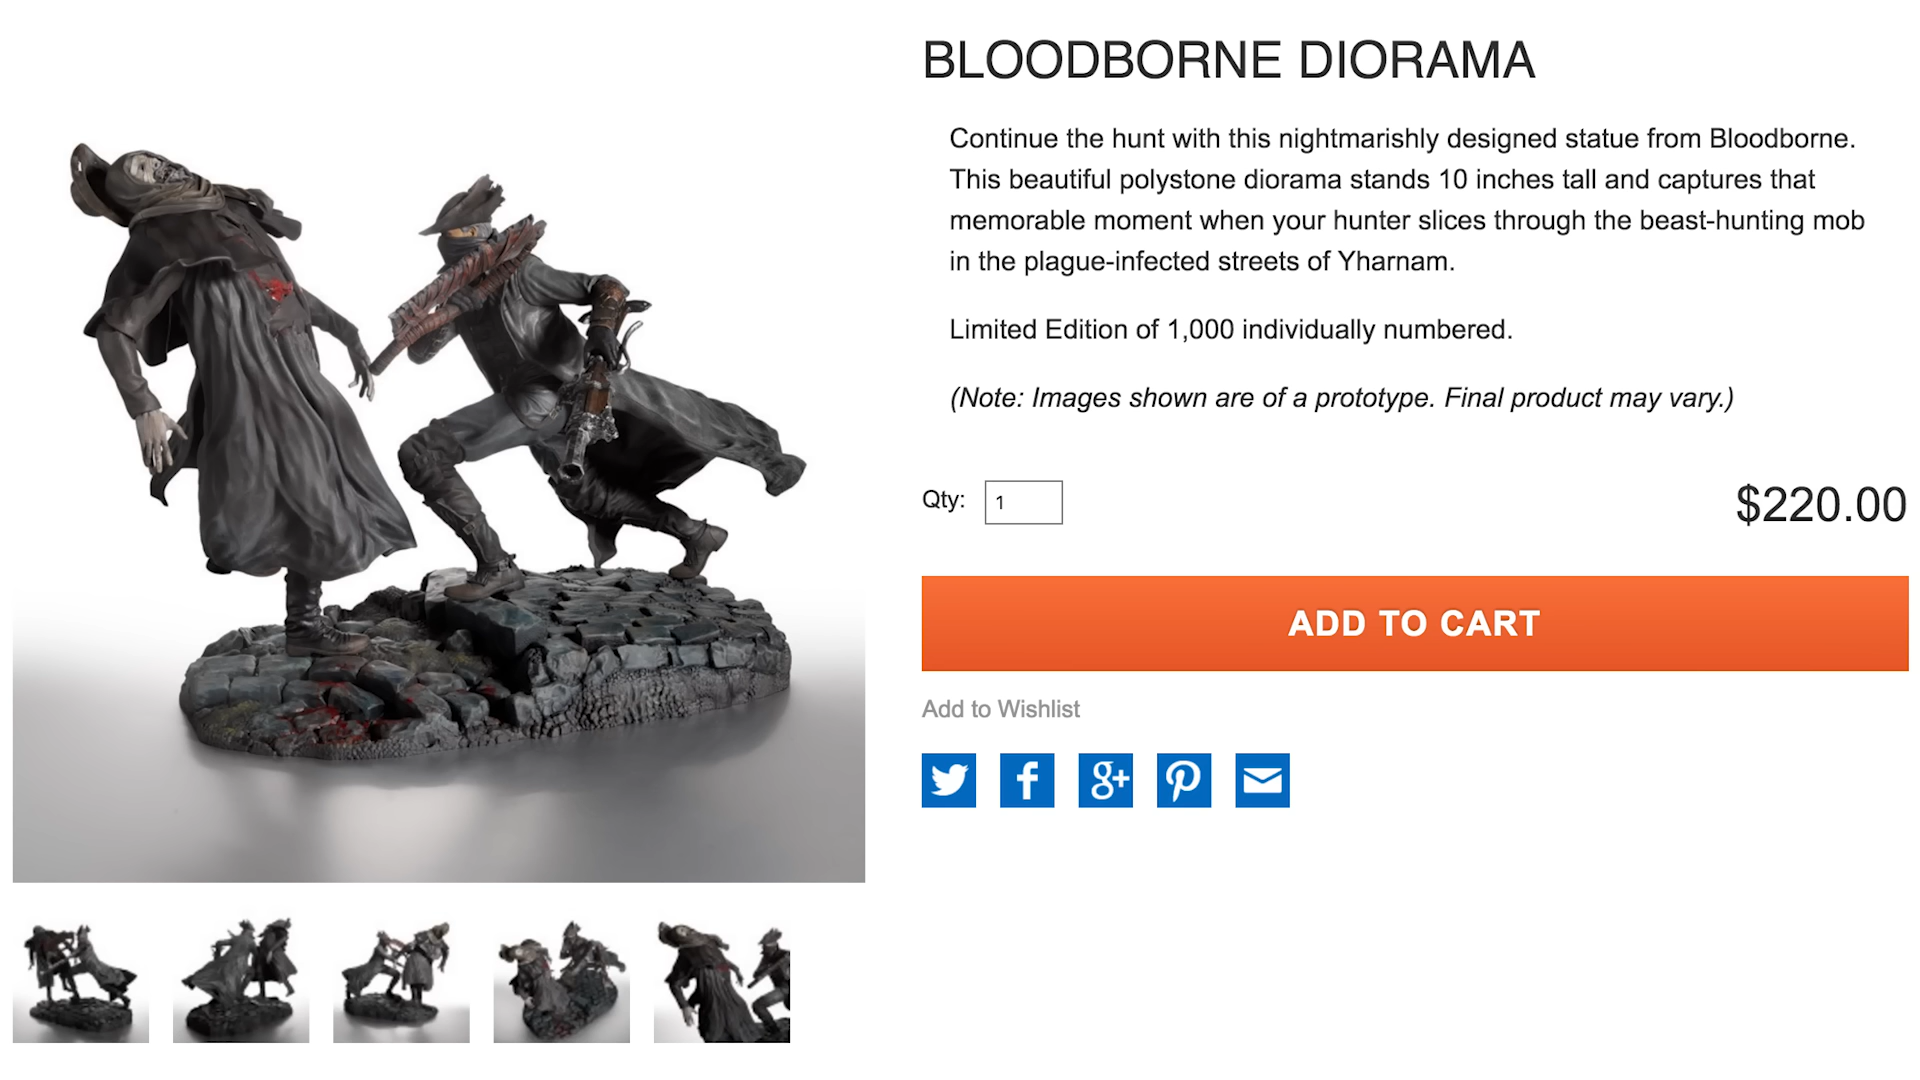 BLOODBORNE DIORAMA
Continue the hunt with this nightmarishly designed statue from Bloodborne.
This beautiful polystone diorama stands 10 inches tall and captures that
memorable moment when your hunter slices through the beast-hunting mob
in the plague-infected streets of Yharnam.
Limited Edition of 1,000 individually numbered.
(Note: Images shown are of a prototype. Final product may vary.)
Qty: 1
$220.00
ADD TO CART
Add to Wishlist